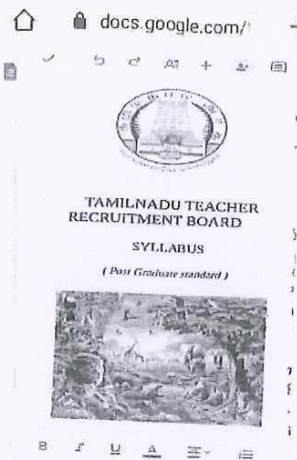 docs.google.com/
TAMILNADU TEACHER
RECRUITMENT BOARD
SYLLABUS
( Post Graduate standard )